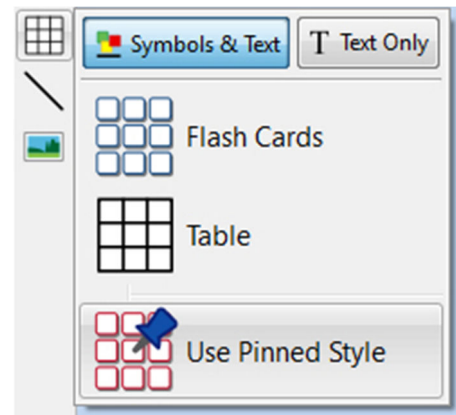 Symbols & Text
T Text Only
Flash Cards
Table
Use Pinned Style